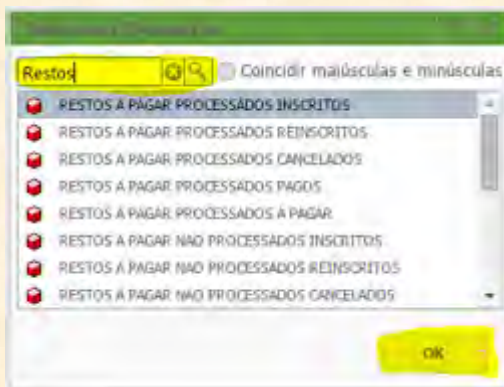 Restos
Coincidir maiúsculas e minúsculas
RESTOS A PAGAR PROCESSADOS INSCRITOS
RESTOS A PAGAR PROCESSADOS REINSCRITOS
RESTOS A PAGAR PROCESSADOS CANCELADOS
RESTOS A PAGAR PROCESSADOS PAGOS
RESTOS A PAGAR PROCESSADOS A PAGAR
RESTOS A PAGAR NAO PROCESSADOS INSCRITOS
RESTOS A PAGAR NAO PROCESSADOS REINSCRITOS
RESTOS A PAGAR NAO PROCESSADOS CANCELADOS
OK